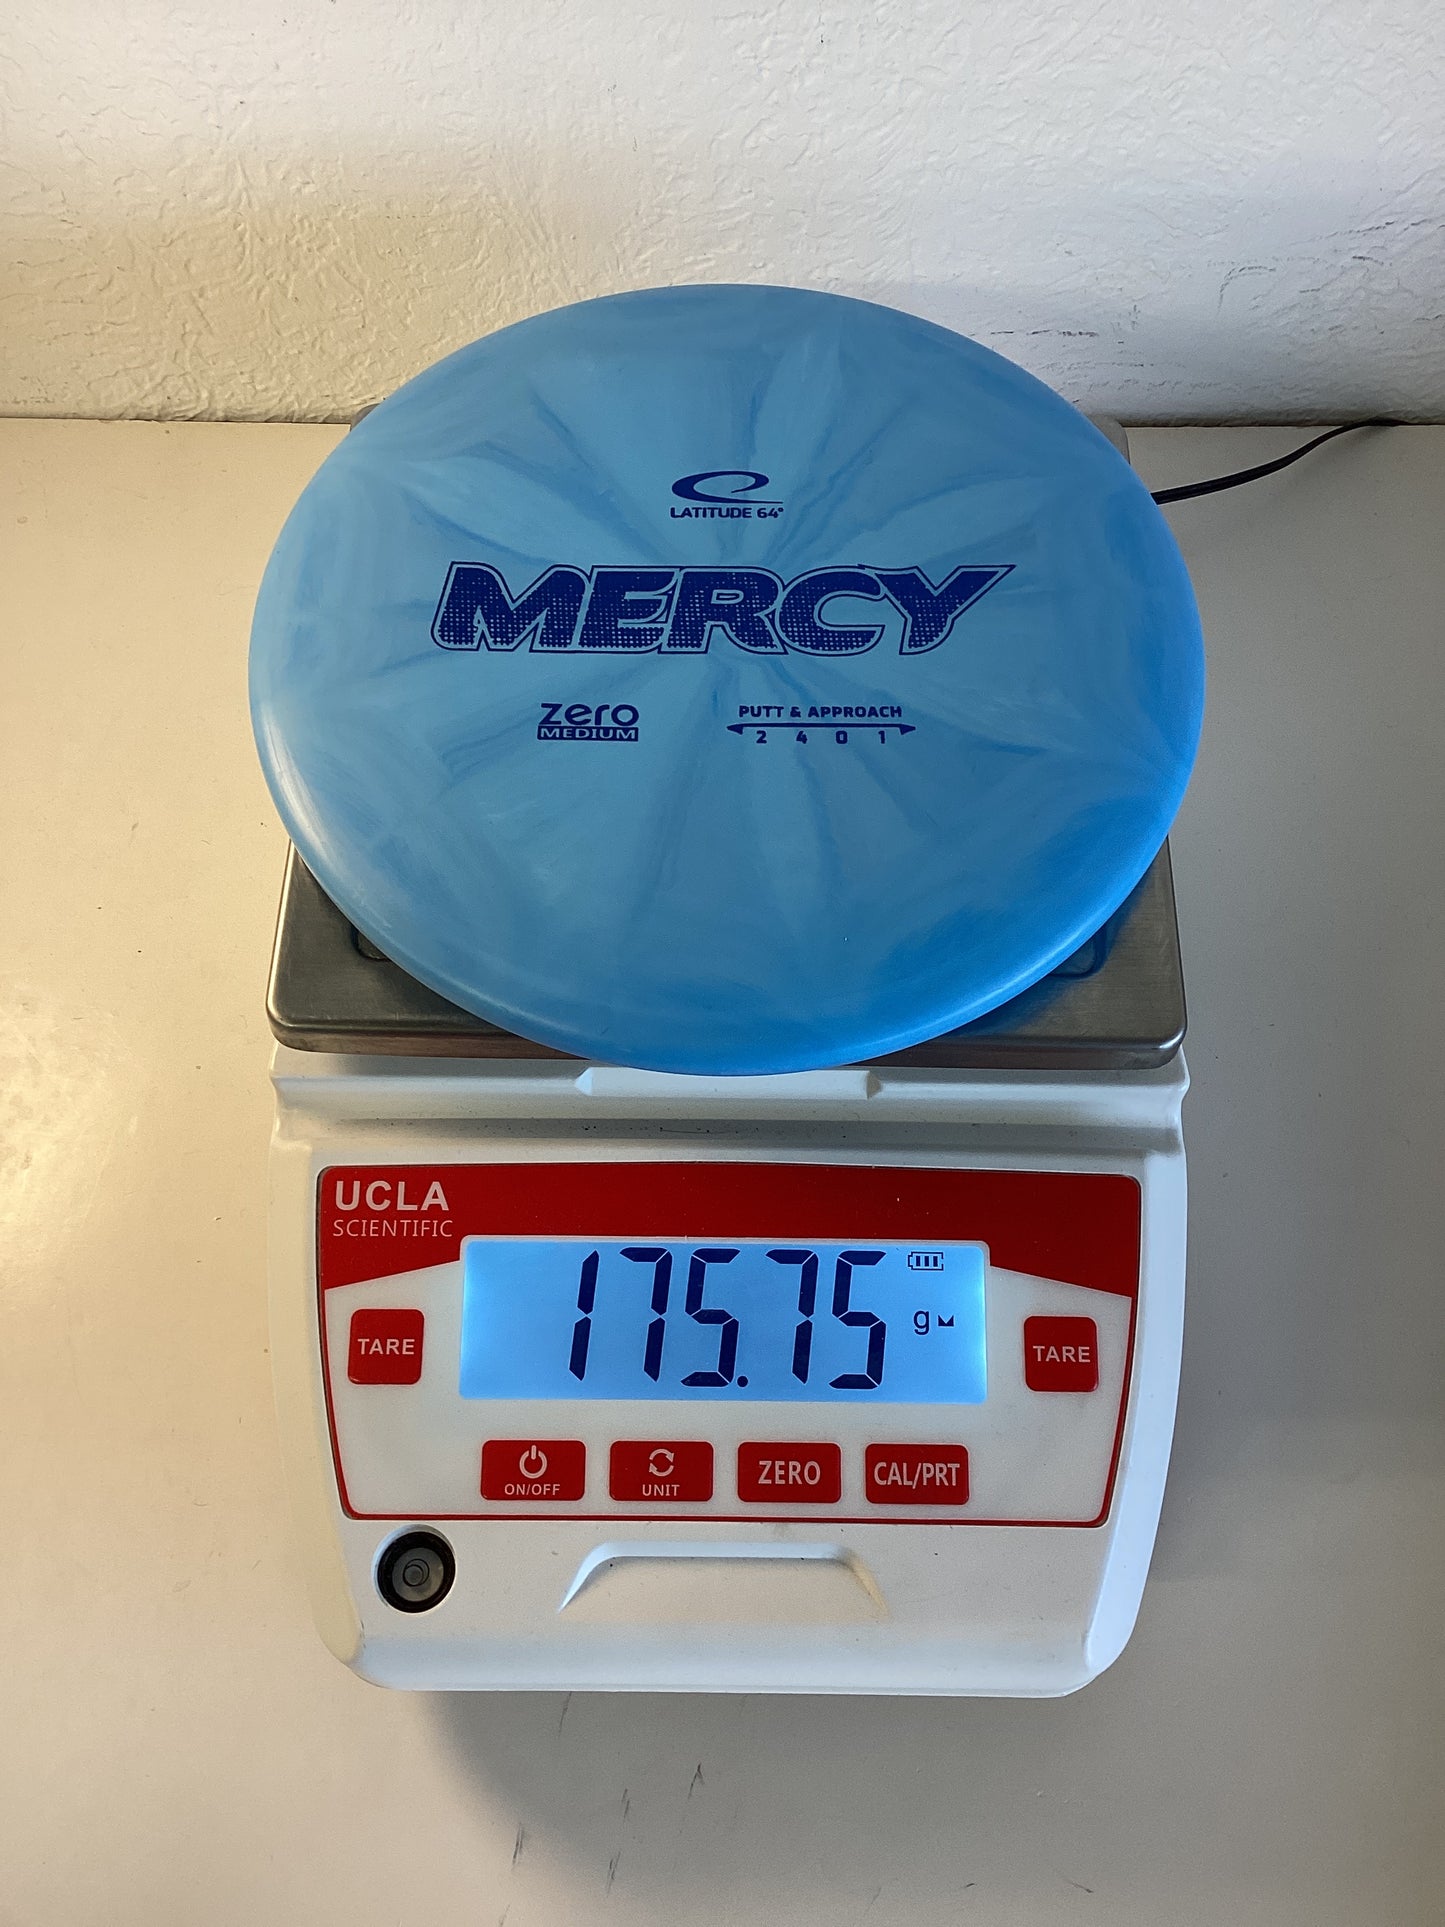 LATITUDE 64°
MERCY
zero
MEDIUM
PUTT & APPROACH
2 4 0 1
UCLA
SCIENTIFIC
175.75 g
TARE
TARE
ON/OFF
UNIT
ZERO
CAL/PRT